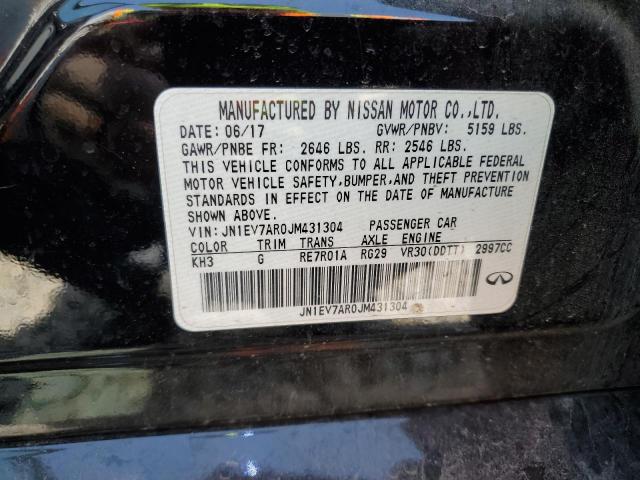 MANUFACTURED BY NISSAN MOTOR CO.,LTD.
DATE: 06/17 GVWR/PNBV: 5159 LBS.
GAWR/PNBE FR: 2646 LBS. RR: 2546 LBS.
THIS VEHICLE CONFORMS TO ALL APPLICABLE FEDERAL
MOTOR VEHICLE SAFETY,BUMPER,AND THEFT PREVENTION
STANDARDS IN EFFECT ON THE DATE OF MANUFACTURE
SHOWN ABOVE.
VIN: JN1EV7AR0JM431304 PASSENGER CAR
COLOR TRIM TRANS AXLE ENGINE
KH3 G RE7R01A RG29 VR30(DDTT) 2997CC
JN1EV7AR0JM431304